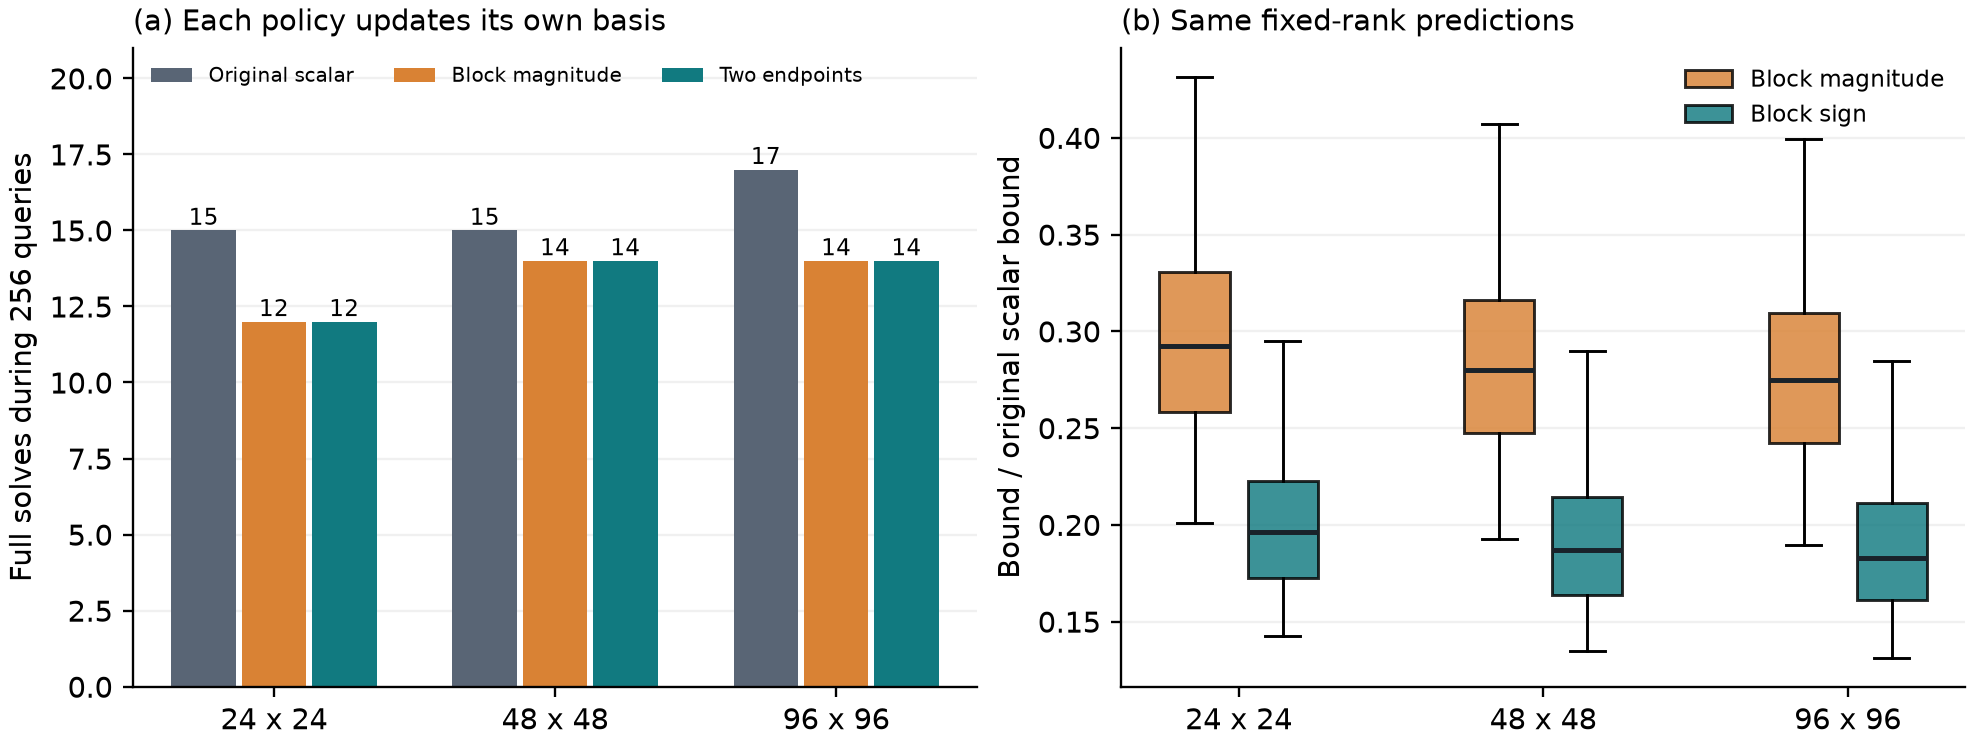 (a) Each policy updates its own basis
Original scalar
Block magnitude
Two endpoints
Full solves during 256 queries
20.0
17.5
15.0
12.5
10.0
7.5
5.0
2.5
0.0
15
12
12
15
14
14
17
14
14
24 x 24
48 x 48
96 x 96
(b) Same fixed-rank predictions
Block magnitude
Block sign
Bound / original scalar bound
0.40
0.35
0.30
0.25
0.20
0.15
24 x 24
48 x 48
96 x 96